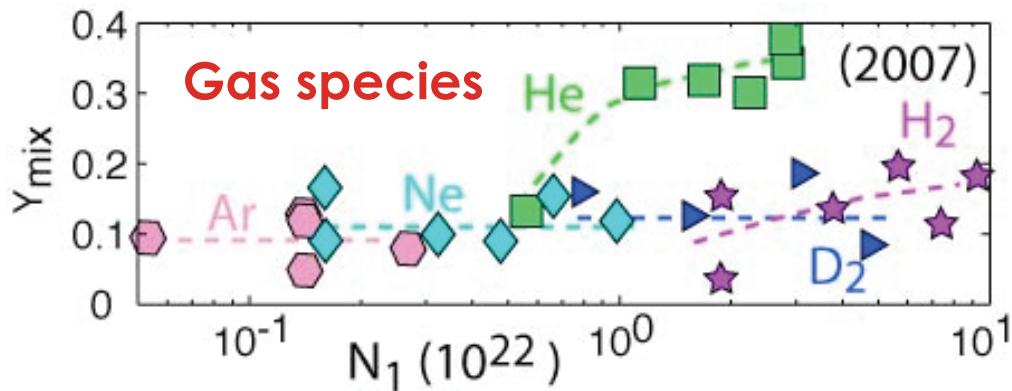 0.4
Gas species
(2007)
He
0.3
H2
Ymix
0.2
Ne
Ar
0.1
D2
0
10^-1
10^0
10^1
N1 (10^22)